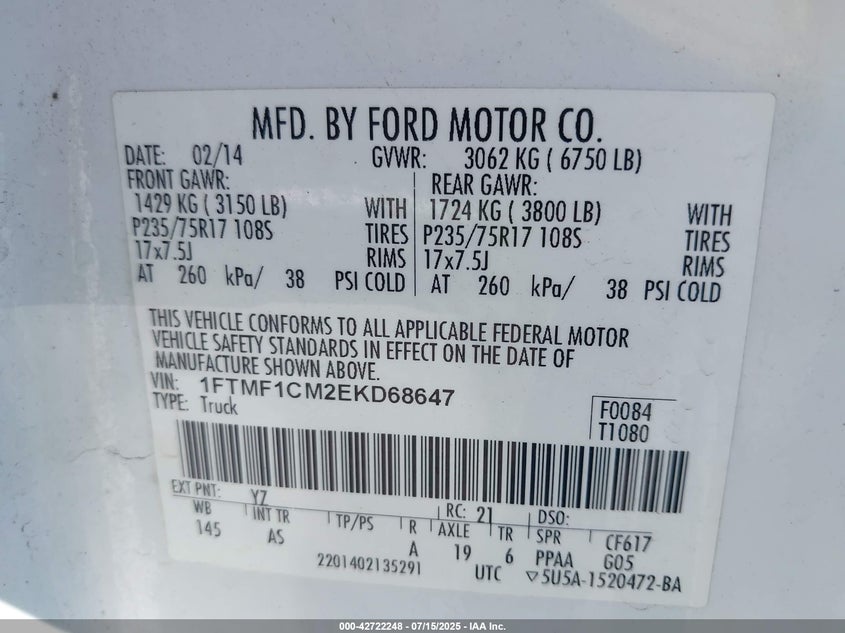 MFD. BY FORD MOTOR CO.
DATE: 02/14 GVWR: 3062 KG ( 6750 LB)
FRONT GAWR: REAR GAWR:
1429 KG ( 3150 LB) WITH 1724 KG ( 3800 LB) WITH
P235/75R17 108S TIRES P235/75R17 108S TIRES
17x7.5J RIMS 17x7.5J RIMS
AT 260 kPa/ 38 PSI COLD AT 260 kPa/ 38 PSI COLD
THIS VEHICLE CONFORMS TO ALL APPLICABLE FEDERAL MOTOR
VEHICLE SAFETY STANDARDS IN EFFECT ON THE DATE OF
MANUFACTURE SHOWN ABOVE.
VIN: 1FTMF1CM2EKD68647
TYPE: Truck F0084
T1080
EXT PNT: YZ RC: 21 DSO:
WB INT TR TP/PS R AXLE TR SPR CF617
145 AS A 19 6 PPAA G05
2201402135291 UTC ▽5U5A-1520472-BA
000-42722248 - 07/15/2025 - IAA Inc.